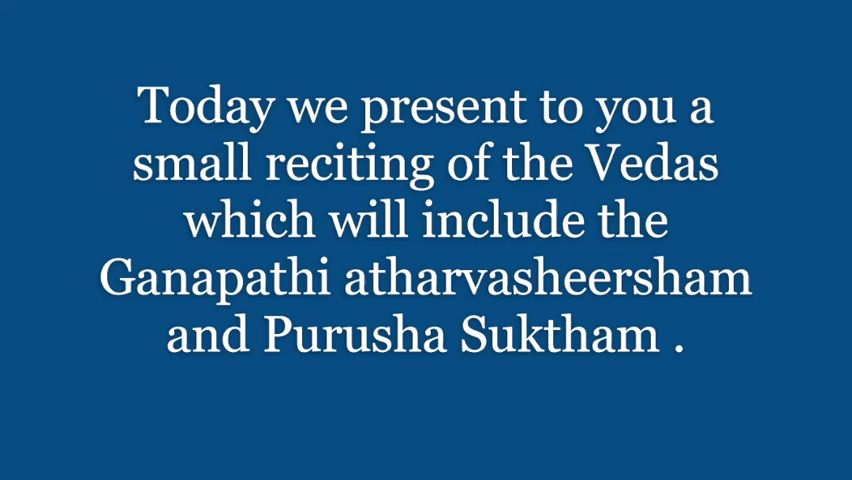 Today we present to you a
small reciting of the Vedas
which will include the
Ganapathi atharvasheersham
and Purusha Suktham .